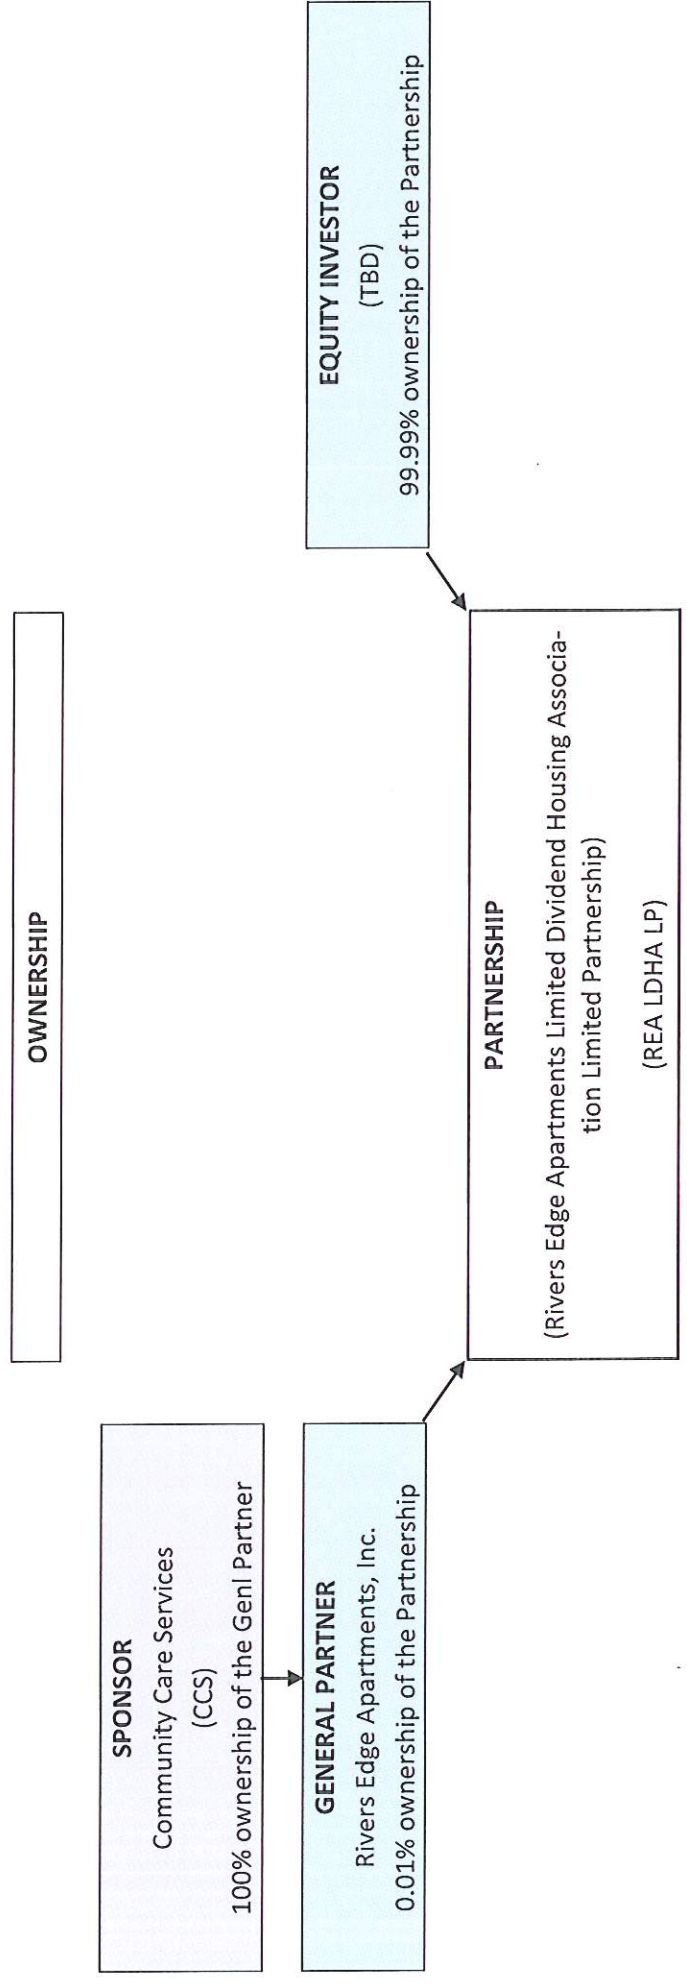 OWNERSHIP
SPONSOR
Community Care Services
(CCS)
100% ownership of the Genl Partner
GENERAL PARTNER
Rivers Edge Apartments, Inc.
0.01% ownership of the Partnership
EQUITY INVESTOR
(TBD)
99.99% ownership of the Partnership
PARTNERSHIP
(Rivers Edge Apartments Limited Dividend Housing Associa-
tion Limited Partnership)
(REA LDHA LP)